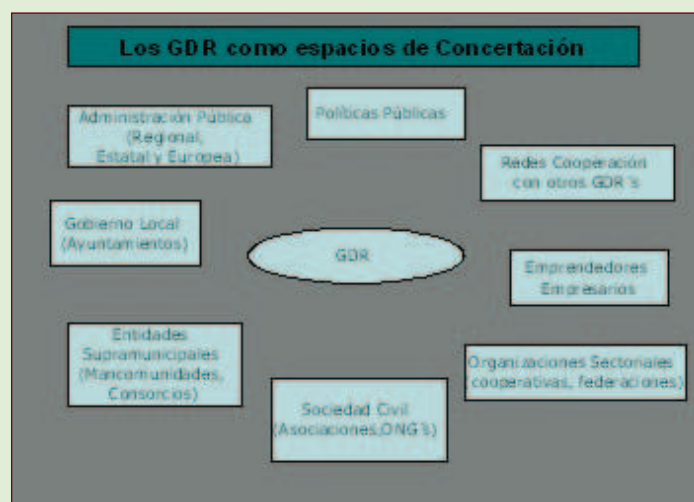 Los GDR como espacios de Concertación
Políticas Públicas
Administración Pública
(Regional,
Estatal y Europea)
Redes Cooperación
con otros GDR´s
Gobierno Local
(Ayuntamientos)
GDR
Emprendedores
Empresarios
Entidades
Supramunicipales
(Mancomunidades,
Consorcios)
Organizaciones Sectoriales
(cooperativas, federaciones)
Sociedad Civil
(Asociaciones,ONG´s)